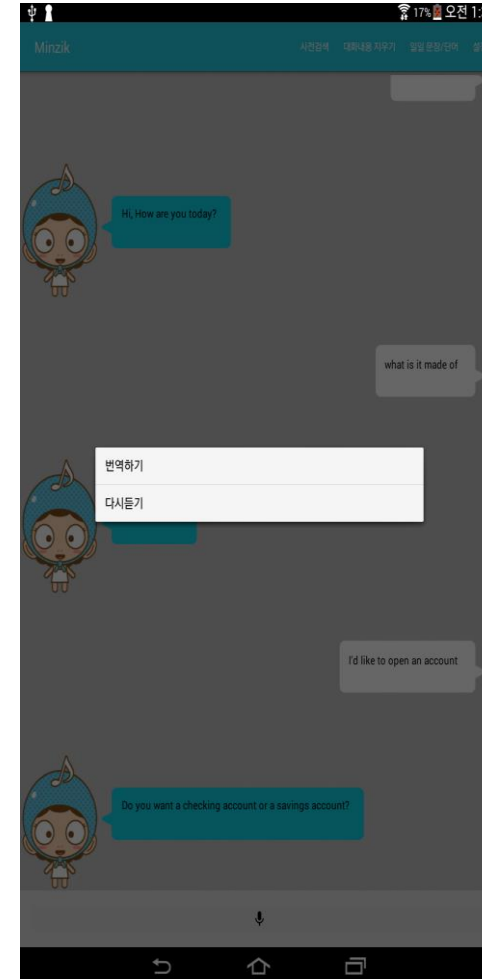 17% 오전 1:
Minzik
사전검색 대화내용 지우기 일일 문장/단어
Hi, How are you today?
what is it made of
번역하기
다시듣기
I'd like to open an account
Do you want a checking account or a savings account?